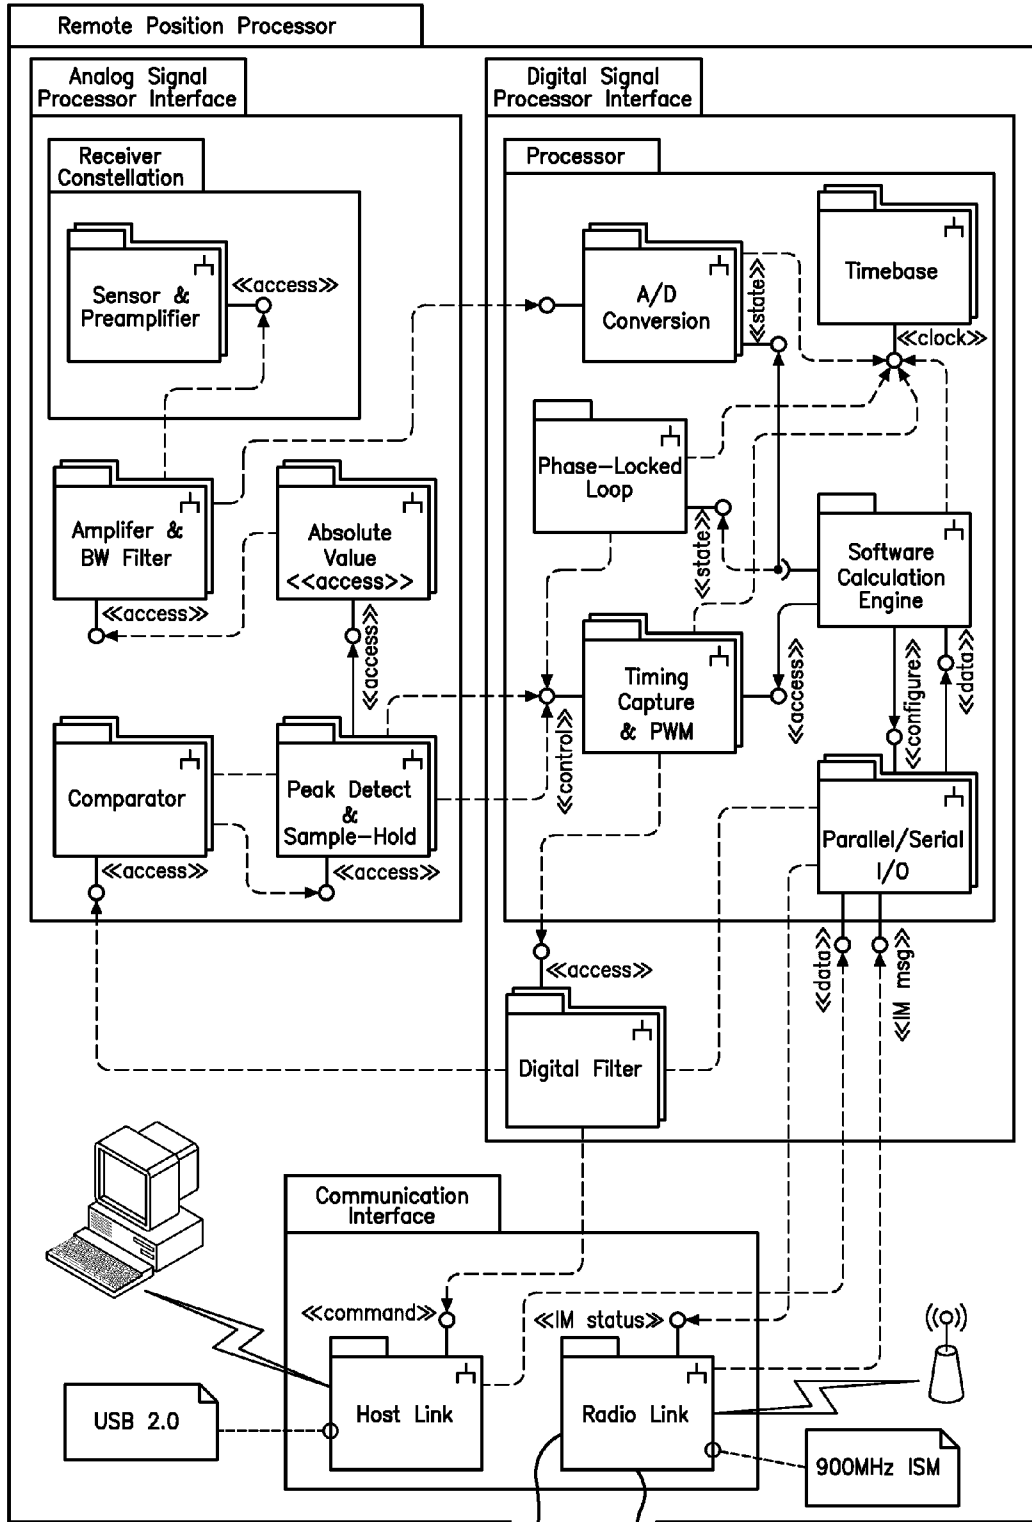 Remote Position Processor
Analog Signal
Processor Interface
Digital Signal
Processor Interface
Receiver
Constellation
Processor
Sensor &
Preamplifier
<<access>>
A/D
Conversion
<<state>>
Timebase
<<clock>>
Phase-Locked
Loop
<<state>>
Amplifer &
BW Filter
<<access>>
Absolute
Value
<<access>>
<<access>>
Software
Calculation
Engine
<<access>>
<<configure>>
<<data>>
Timing
Capture
& PWM
<<control>>
Comparator
<<access>>
Peak Detect
&
Sample-Hold
<<access>>
Parallel/Serial
I/O
<<data>>
<<IM msg>>
<<access>>
Digital Filter
Communication
Interface
<<command>>
<<IM status>>
Host Link
Radio Link
USB 2.0
900MHz ISM